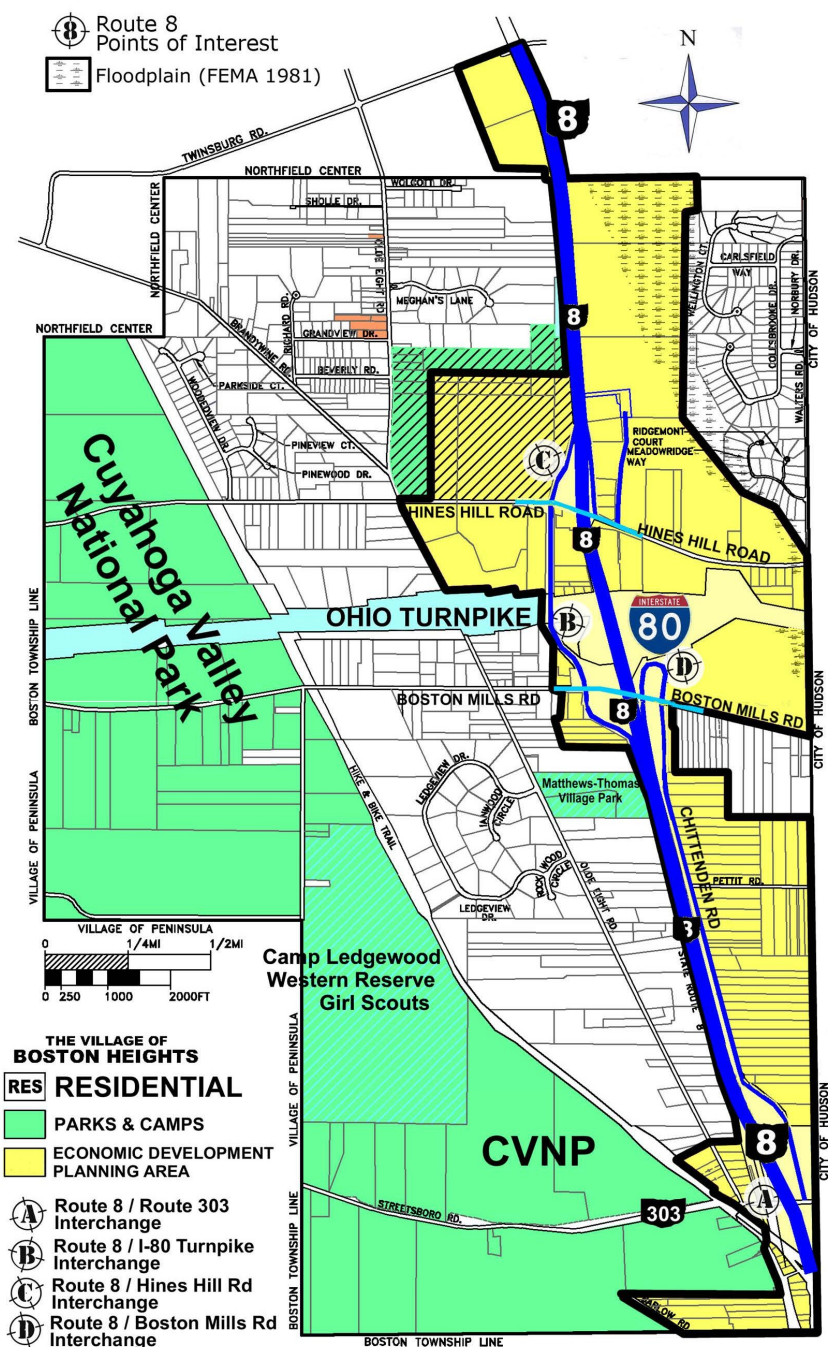 8 Route 8
Points of Interest
Floodplain (FEMA 1981)
N
8
TWINSBURG RD.
NORTHFIELD CENTER
WOLCOTT DR.
SHOLLE DR.
NORTHFIELD CENTER
OLDE EIGHT RD
MEGHAN'S LANE
RICHARD RD.
GRANDVIEW DR.
BEVERLY RD.
BRANDYWINE RD.
NORTHFIELD CENTER
WOODEDVIEW DR.
PARKSIDE CT.
PINEVIEW CT.
PINEWOOD DR.
WELLINGTON CT.
CARLSFIELD
WAY
COLESBROOKE DR.
NORBURY DR.
WALTERS RD.
CITY OF HUDSON
8
RIDGEMONT
COURT
MEADOWRIDGE
WAY
C
Cuyahoga Valley
National Park
HINES HILL ROAD
HINES HILL ROAD
8
BOSTON TOWNSHIP LINE
OHIO TURNPIKE
B
INTERSTATE
80
D
BOSTON MILLS RD
BOSTON MILLS RD
8
CITY OF HUDSON
VILLAGE OF PENINSULA
HIKE & BIKE TRAIL
LEDGEVIEW DR.
IANWOOD
CIRCLE
Matthews-Thomas
Village Park
ROCKWOOD
CIRCLE
OLDE EIGHT RD.
LEDGEVIEW
DR.
CHITTENDEN RD
PETTIT RD.
8
STATE ROUTE 8
VILLAGE OF PENINSULA
0 1/4MI 1/2MI
0 250 1000 2000FT
Camp Ledgewood
Western Reserve
Girl Scouts
VILLAGE OF PENINSULA
THE VILLAGE OF
BOSTON HEIGHTS
RES RESIDENTIAL
PARKS & CAMPS
ECONOMIC DEVELOPMENT
PLANNING AREA
A Route 8 / Route 303
Interchange
B Route 8 / I-80 Turnpike
Interchange
C Route 8 / Hines Hill Rd
Interchange
D Route 8 / Boston Mills Rd
Interchange
CVNP
8
A
CITY OF HUDSON
STREETSBORO RD.
303
BOSTON TOWNSHIP LINE
BARLOW RD.
BOSTON TOWNSHIP LINE